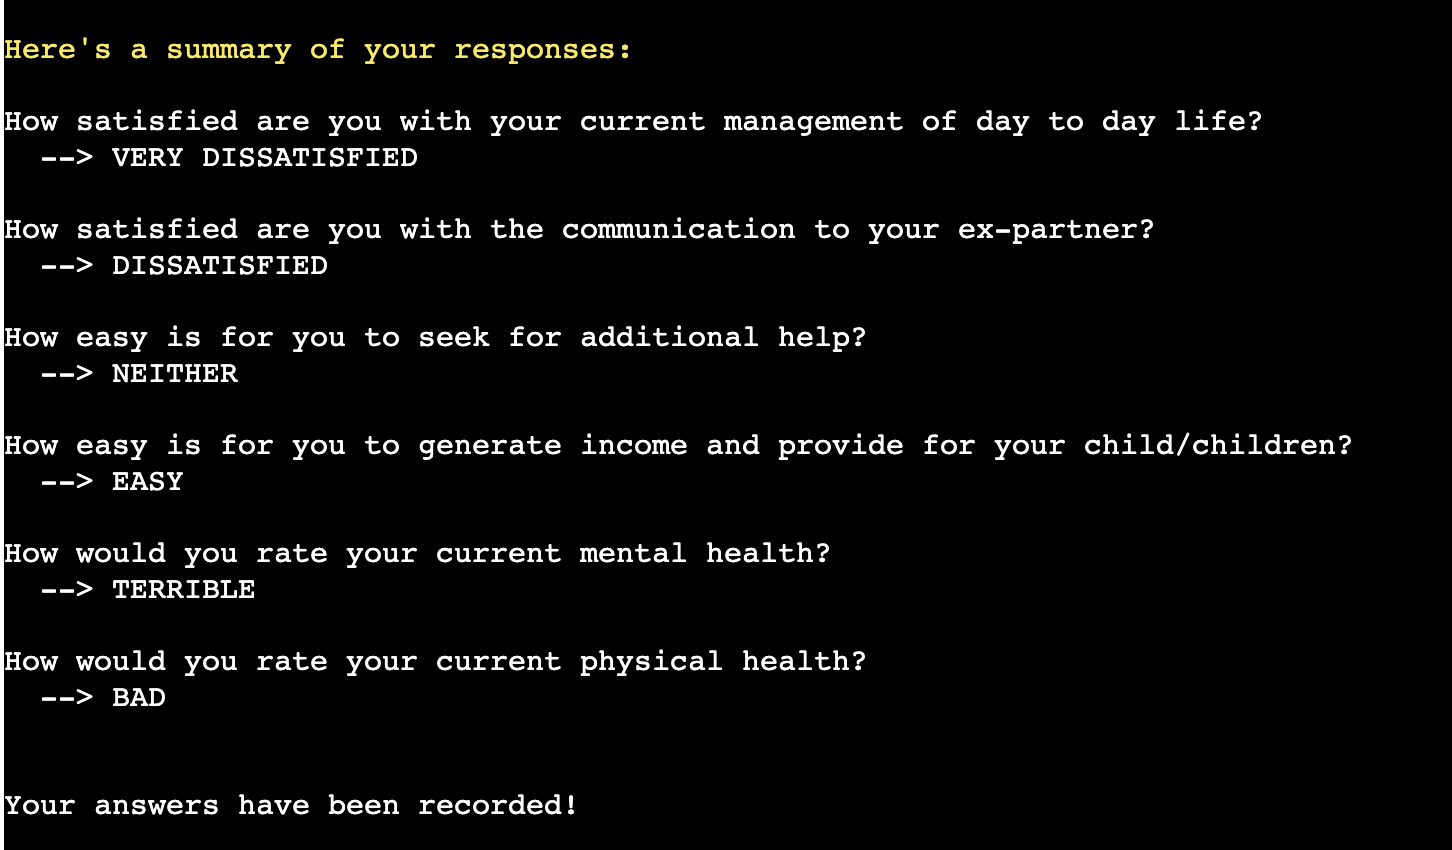 Here's a summary of your responses:
How satisfied are you with your current management of day to day life?
--> VERY DISSATISFIED
How satisfied are you with the communication to your ex-partner?
--> DISSATISFIED
How easy is for you to seek for additional help?
--> NEITHER
How easy is for you to generate income and provide for your child/children?
--> EASY
How would you rate your current mental health?
--> TERRIBLE
How would you rate your current physical health?
--> BAD
Your answers have been recorded!